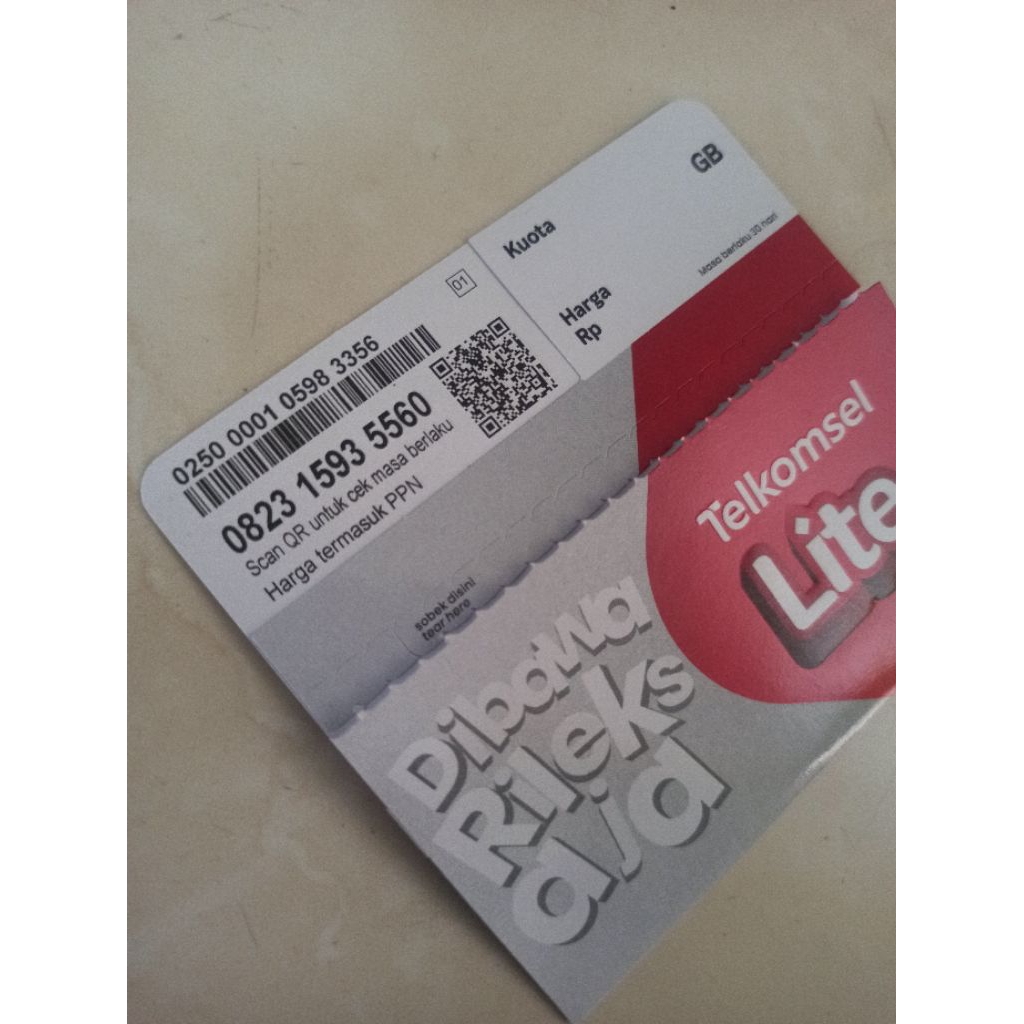 0250 0001 0598 3356
01
0823 1593 5560
Scan QR untuk cek masa berlaku
Harga termasuk PPN
Kuota
GB
Harga
Rp
Masa berlaku 30 hari
sobek disini
tear here
Telkomsel
Lite
Dibawa
Rileks
aja